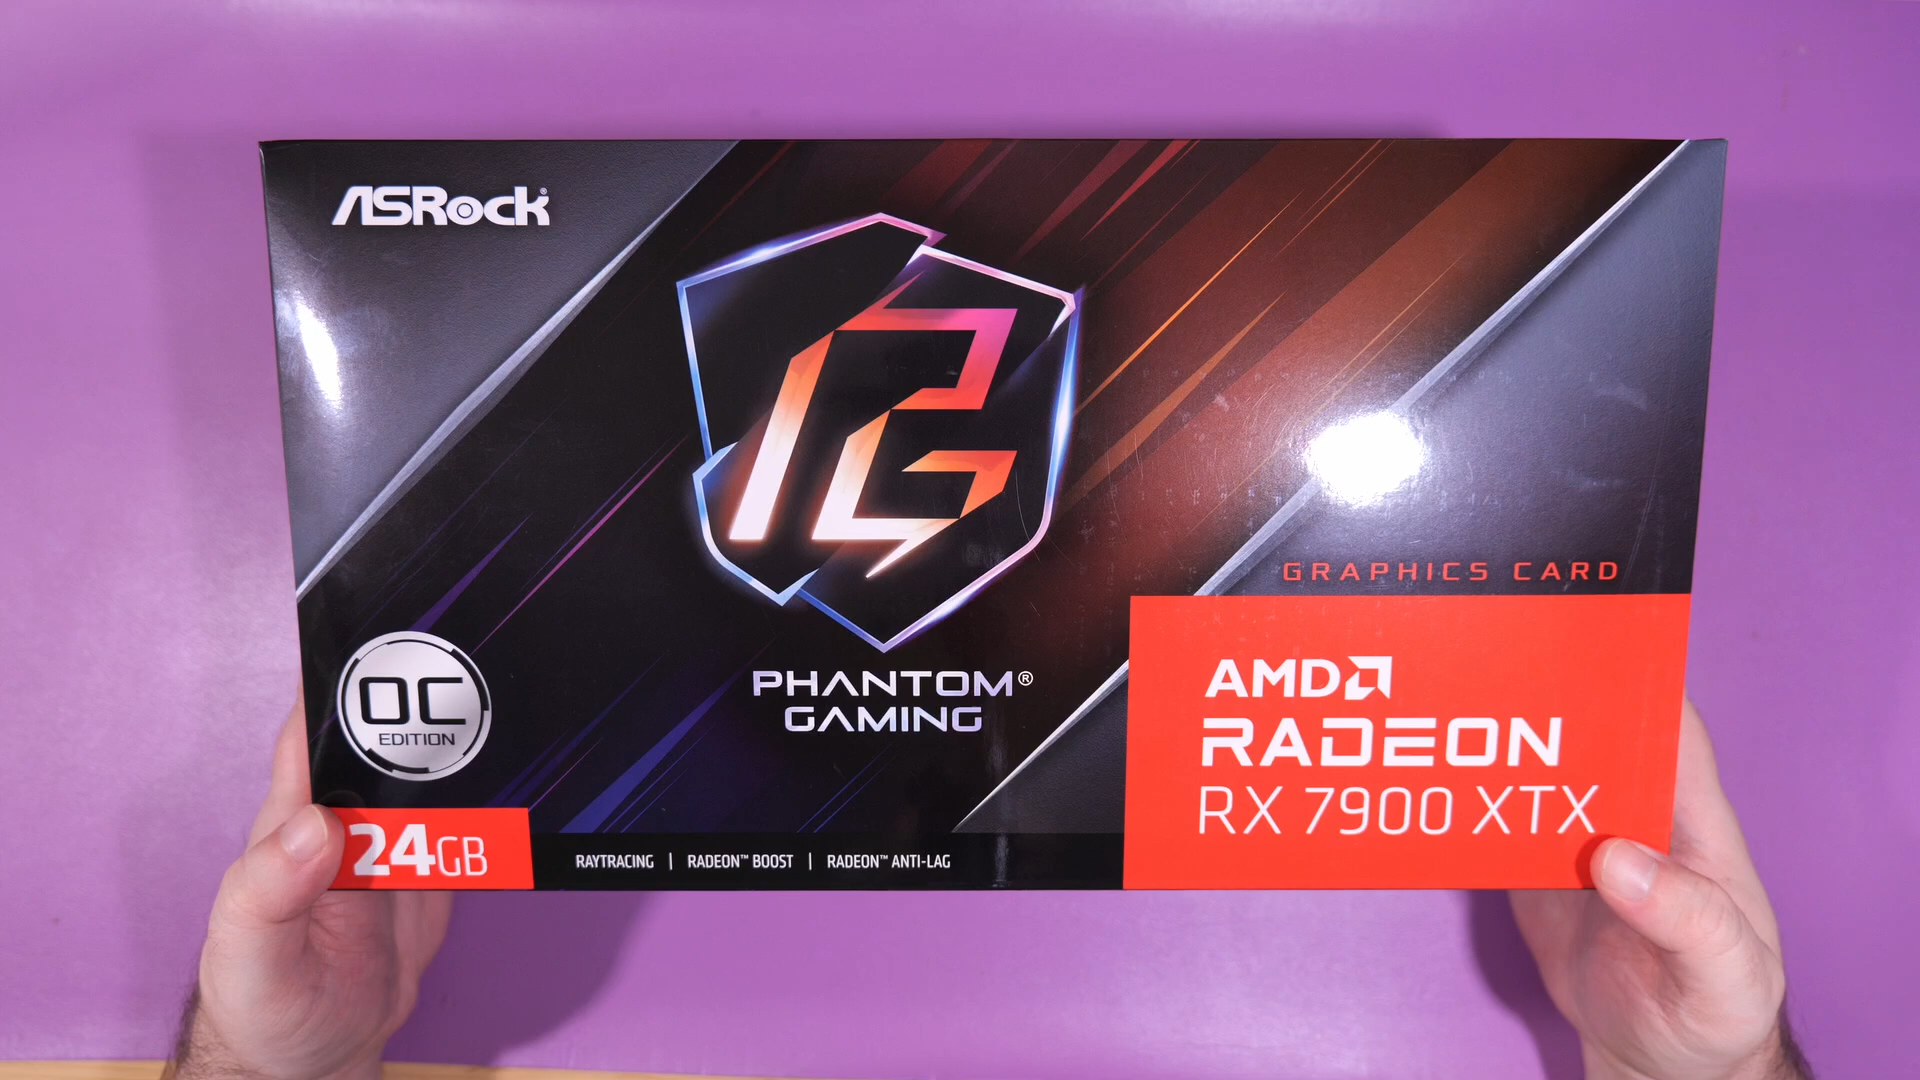 ASRock®
PHANTOM®
GAMING
OC
EDITION
24GB
RAYTRACING | RADEON™ BOOST | RADEON™ ANTI-LAG
GRAPHICS CARD
AMD
RADEON
RX 7900 XTX